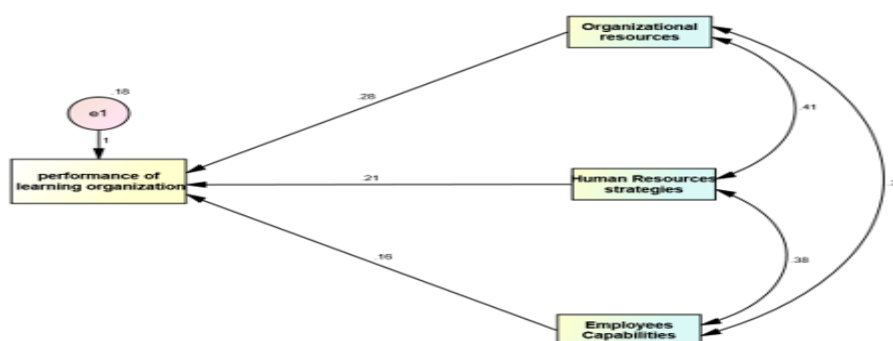 Organizational
resources
.18
e1
1
.28
.41
performance of
learning organization
.21
Human Resources
strategies
.16
.38
Employees
Capabilities